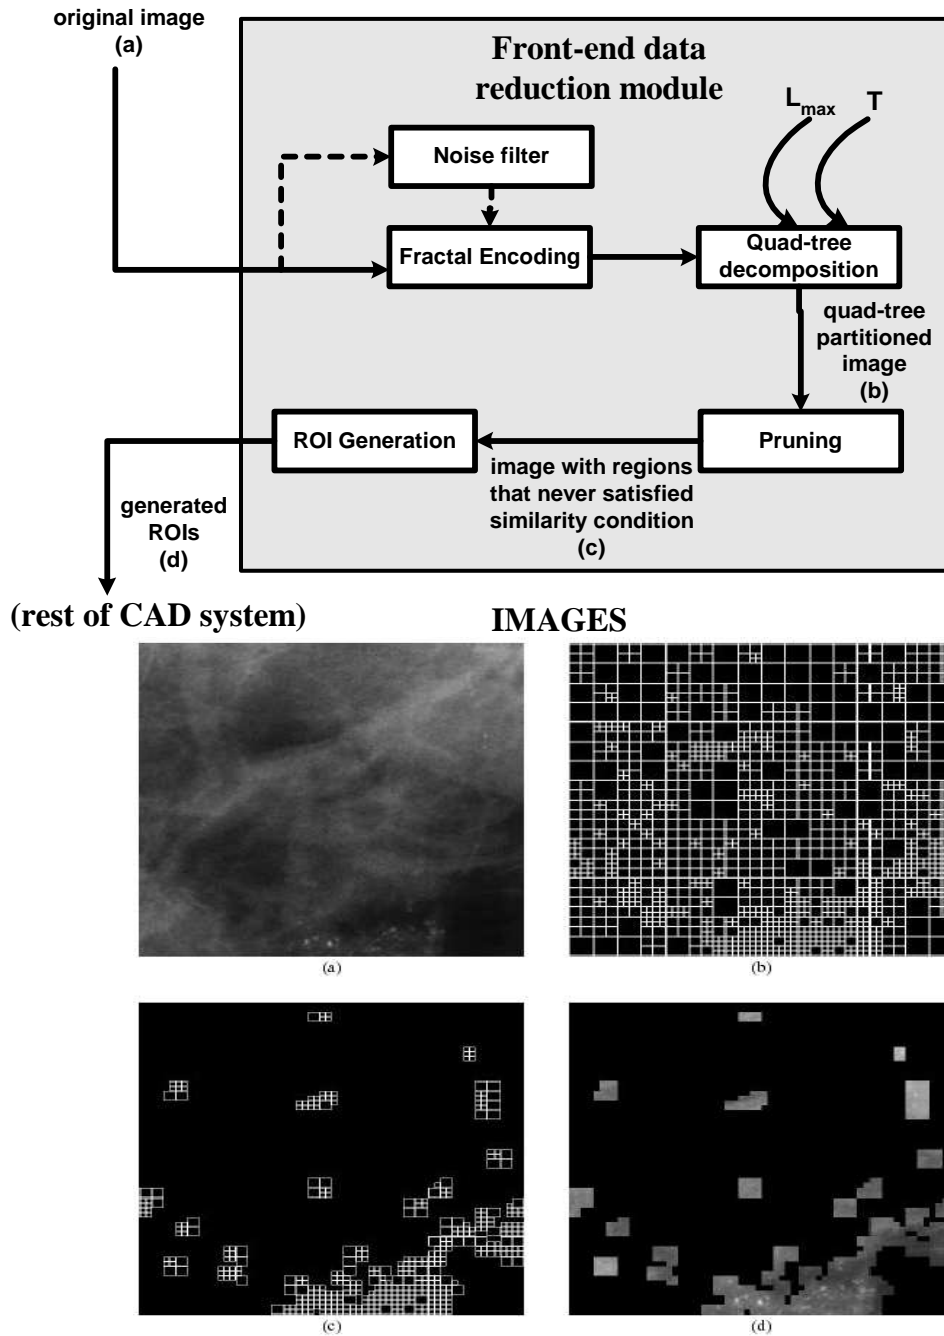 original image
(a)
Front-end data
reduction module
L_max
T
Noise filter
Fractal Encoding
Quad-tree
decomposition
quad-tree
partitioned
image
(b)
ROI Generation
Pruning
image with regions
that never satisfied
similarity condition
(c)
generated
ROIs
(d)
(rest of CAD system)
IMAGES
(a)
(b)
(c)
(d)